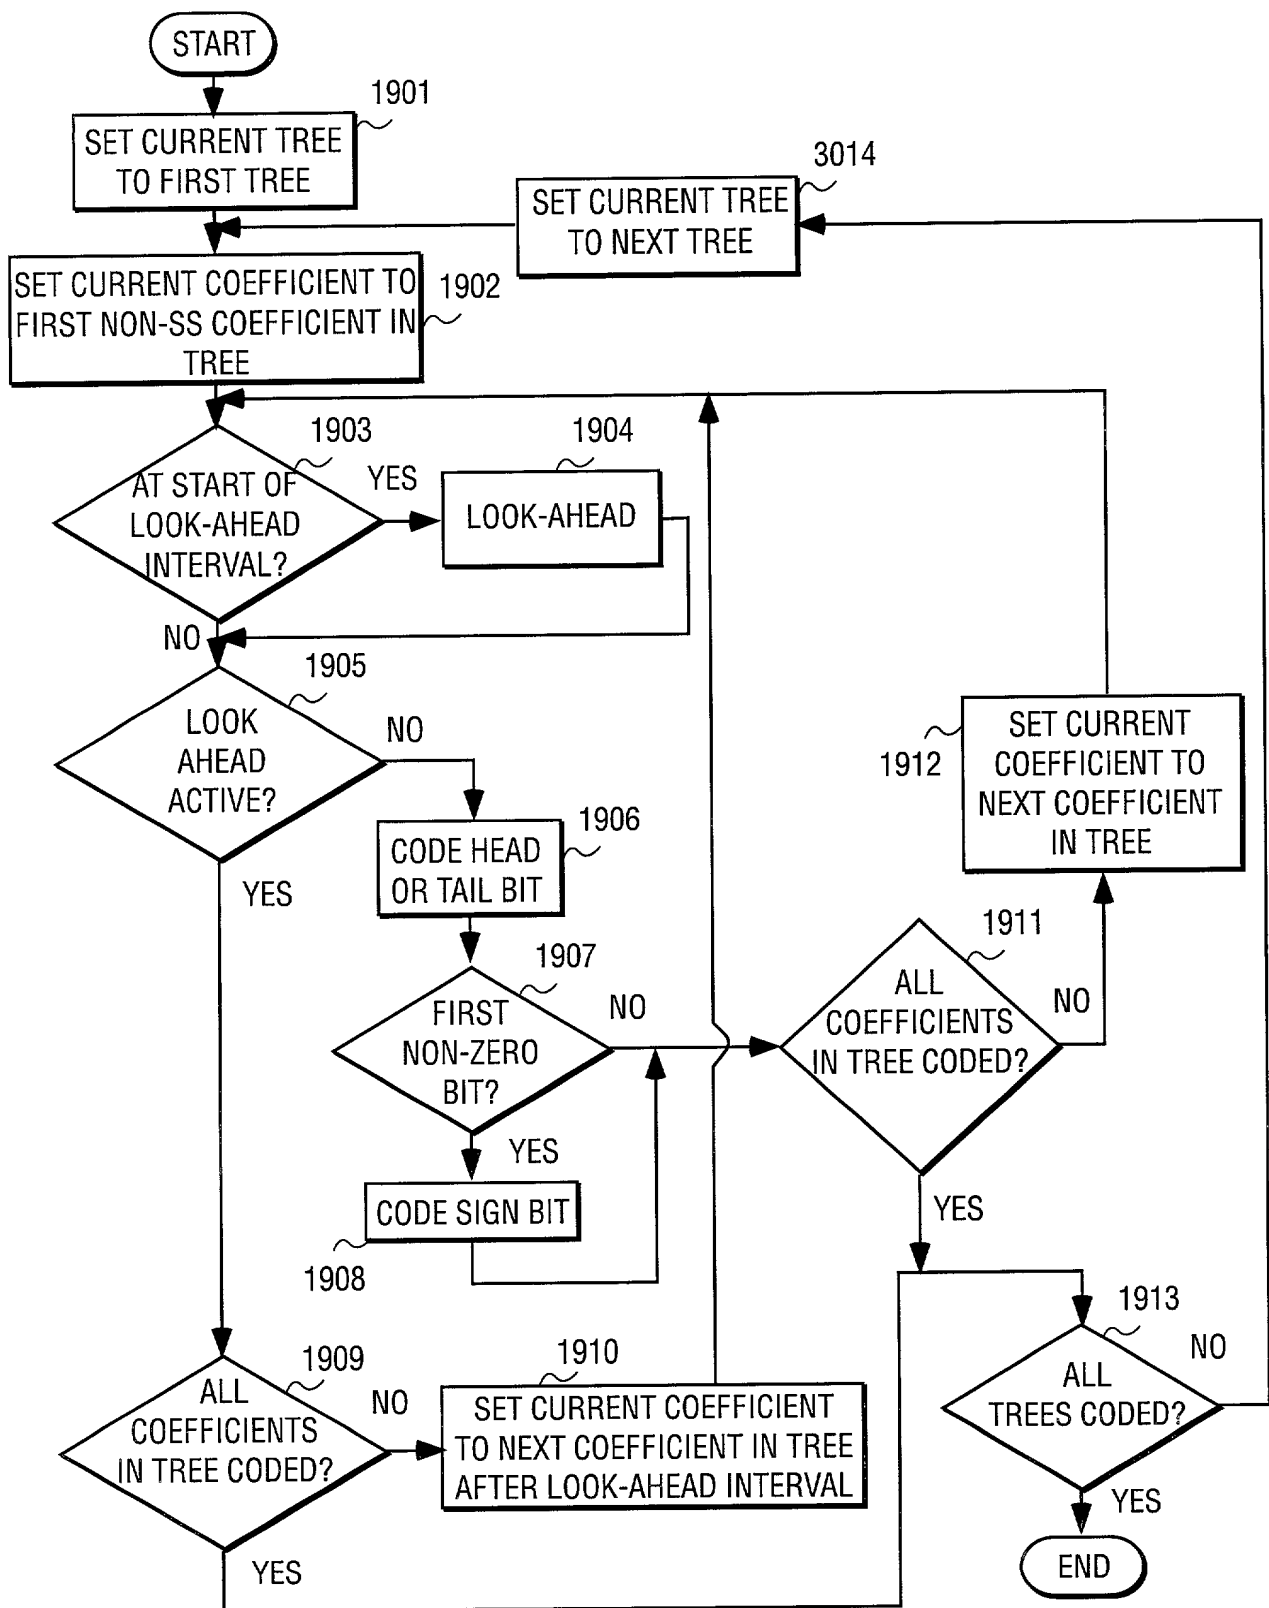 START
1901
SET CURRENT TREE
TO FIRST TREE
3014
SET CURRENT TREE
TO NEXT TREE
SET CURRENT COEFFICIENT TO
FIRST NON-SS COEFFICIENT IN
TREE
1902
1903
AT START OF
LOOK-AHEAD
INTERVAL?
YES
1904
LOOK-AHEAD
NO
1905
LOOK
AHEAD
ACTIVE?
NO
YES
1906
CODE HEAD
OR TAIL BIT
1907
FIRST
NON-ZERO
BIT?
NO
YES
CODE SIGN BIT
1908
1911
ALL
COEFFICIENTS
IN TREE CODED?
NO
YES
1912
SET CURRENT
COEFFICIENT TO
NEXT COEFFICIENT
IN TREE
1909
ALL
COEFFICIENTS
IN TREE CODED?
NO
YES
1910
SET CURRENT COEFFICIENT
TO NEXT COEFFICIENT IN TREE
AFTER LOOK-AHEAD INTERVAL
1913
ALL
TREES CODED?
NO
YES
END